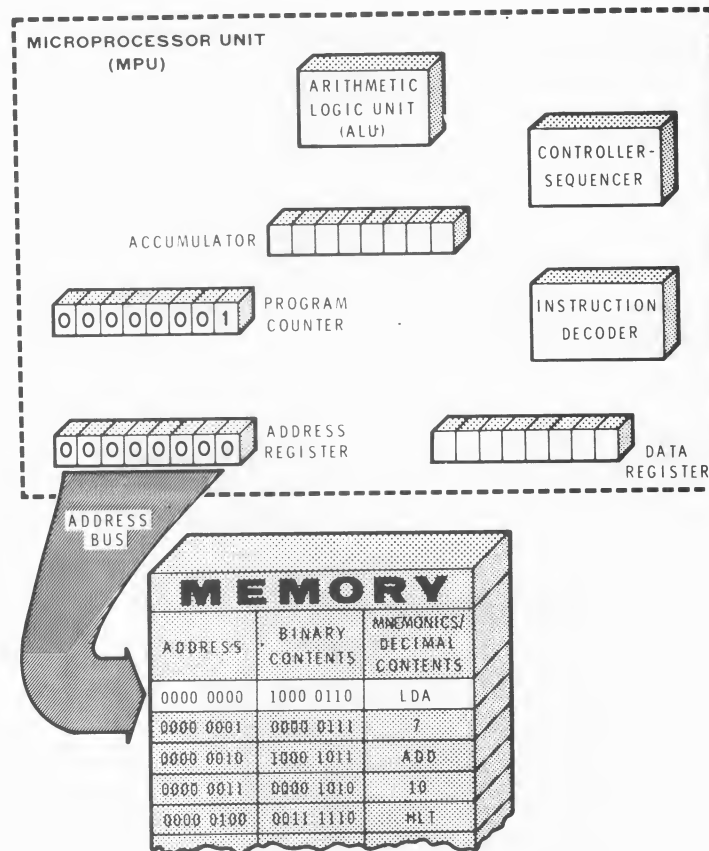 MICROPROCESSOR UNIT
(MPU)
ARITHMETIC
LOGIC UNIT
(ALU)
CONTROLLER-
SEQUENCER
ACCUMULATOR
PROGRAM
COUNTER
0 0 0 0 0 0 0 1
INSTRUCTION
DECODER
ADDRESS
REGISTER
0 0 0 0 0 0 0 0
DATA
REGISTER
ADDRESS
BUS
MEMORY
ADDRESS
BINARY
CONTENTS
MNEMONICS/
DECIMAL
CONTENTS
0000 0000 1000 0110 LDA
0000 0001 0000 0111 7
0000 0010 1000 1011 ADD
0000 0011 0000 1010 10
0000 0100 0011 1110 HLT